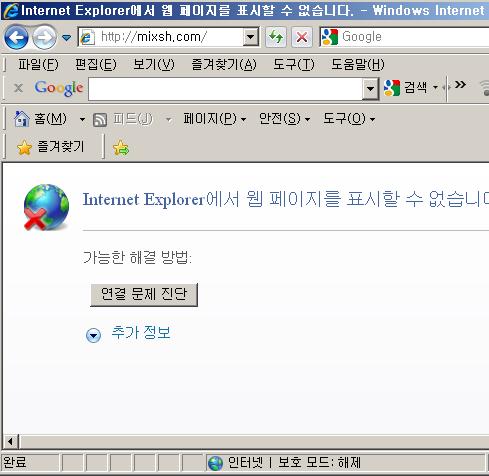 Internet Explorer에서 웹 페이지를 표시할 수 없습니다. - Windows Internet
http://mixsh.com/
Google
파일(F) 편집(E) 보기(V) 즐겨찾기(A) 도구(T) 도움말(H)
x Google 검색 »
홈(M) 피드(J) 페이지(P) 안전(S) 도구(O)
즐겨찾기
Internet Explorer에서 웹 페이지를 표시할 수 없습니다
가능한 해결 방법:
연결 문제 진단
추가 정보
완료 인터넷 | 보호 모드: 해제